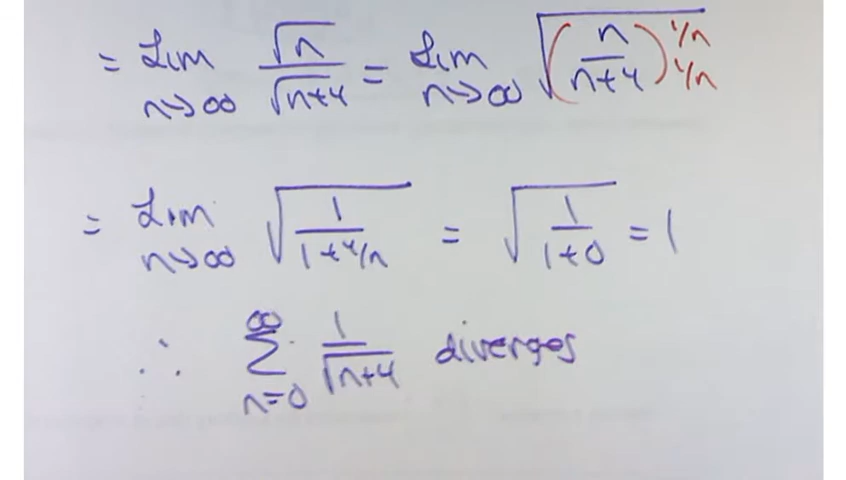 = Lim n→∞ √n/√n+4 = Lim n→∞ √(n/n+4) 1/n 1/n
= Lim n→∞ √1/1+4/n = √1/1+0 = 1
∴ ∞ Σ n=0 1/√n+4 diverges